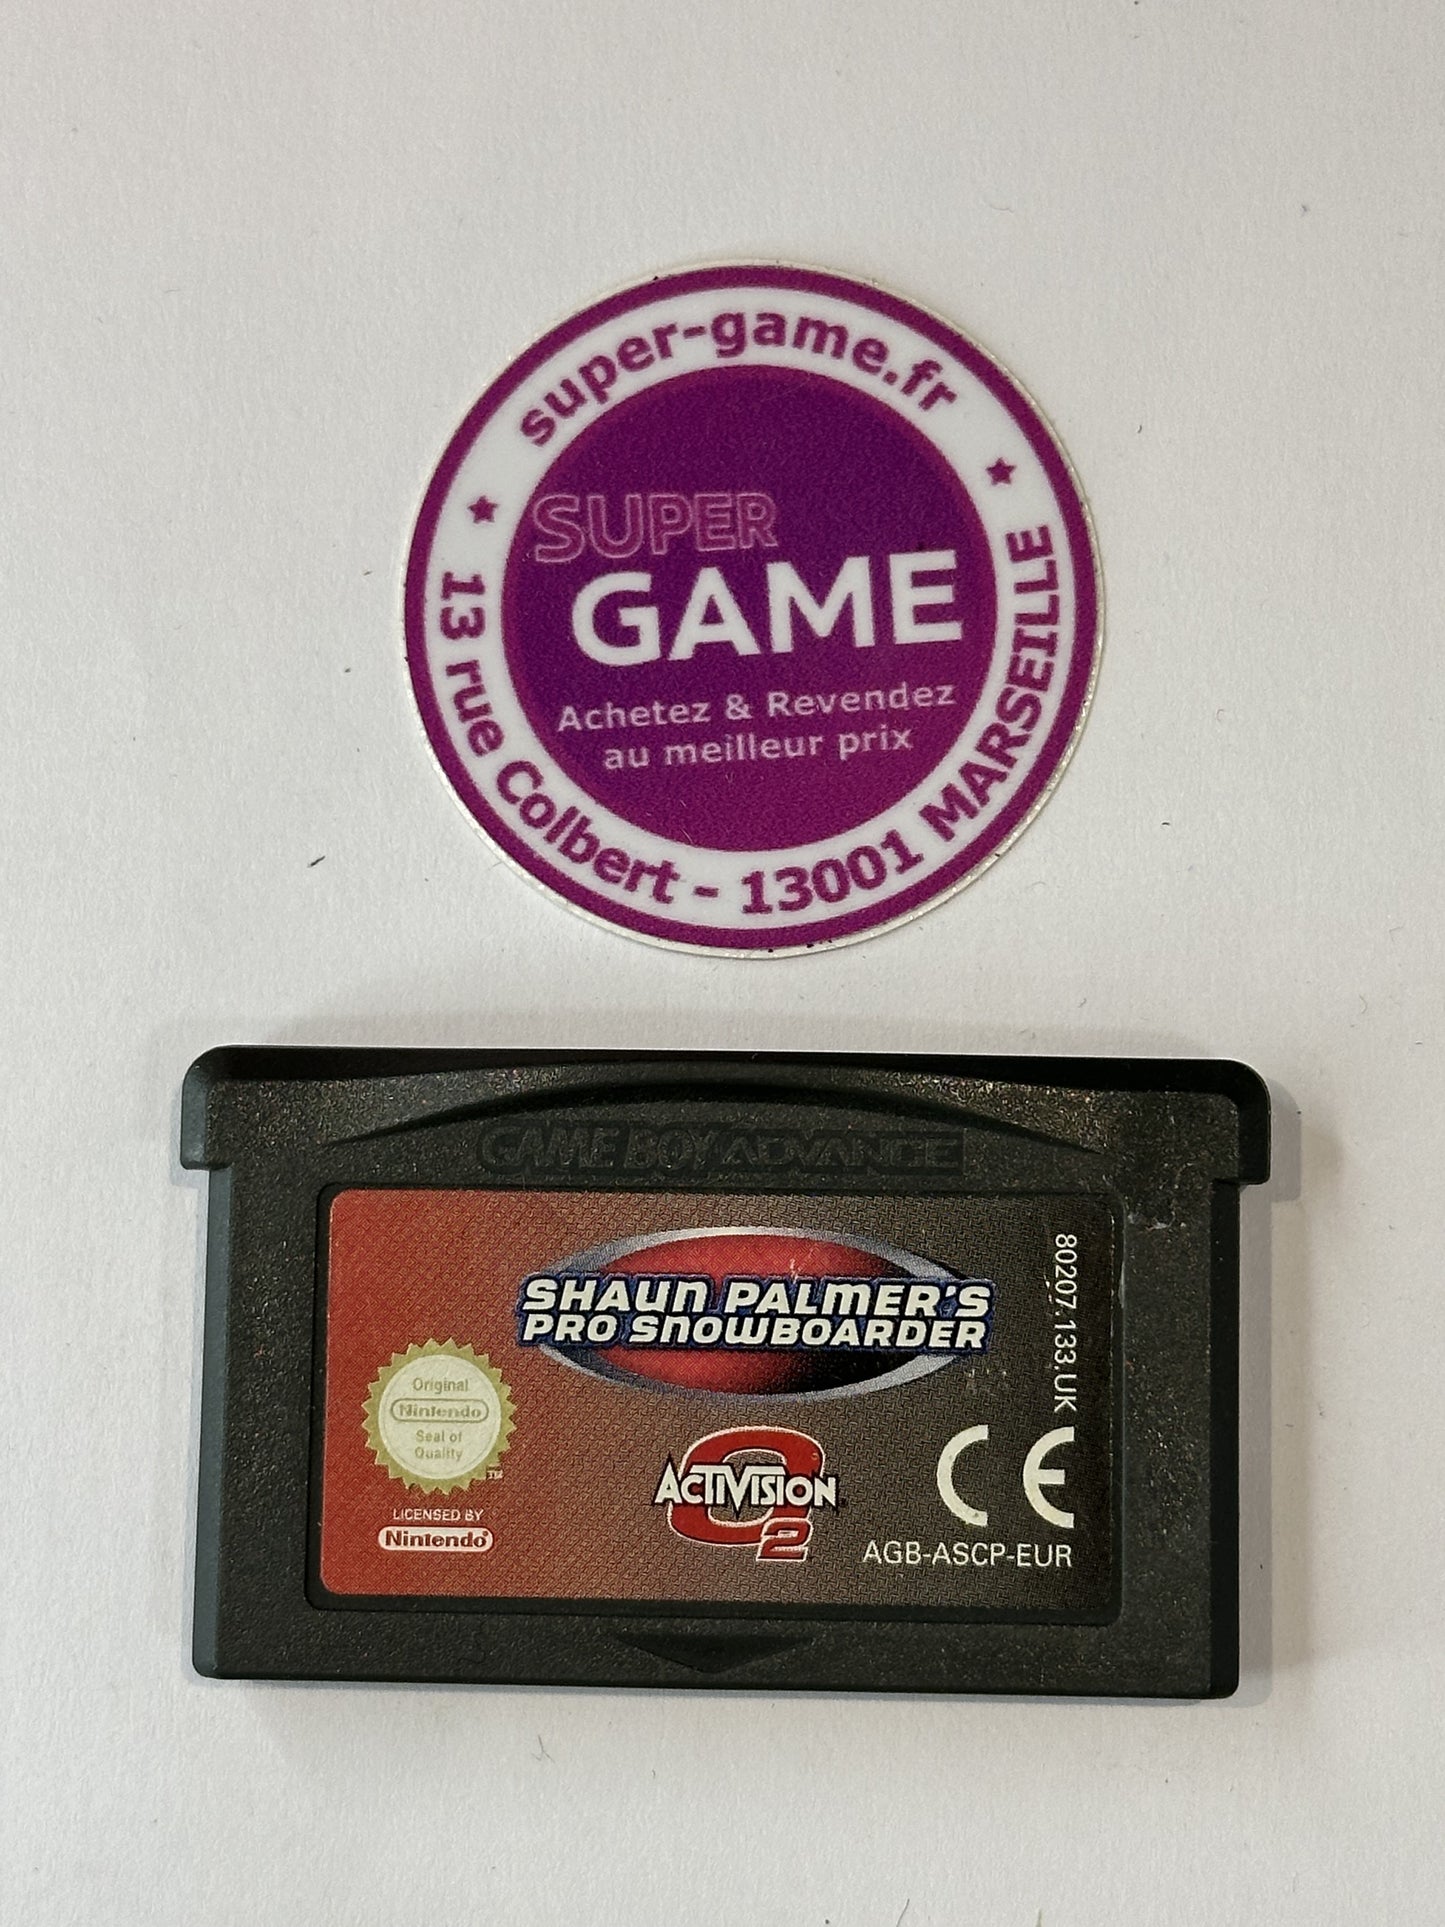 super-game.fr
SUPER
GAME
Achetez & Revendez
au meilleur prix
13 rue Colbert - 13001 MARSEILLE
GAME BOY ADVANCE
SHAUN PALMER'S
PRO SNOWBOARDER
80207.133.UK
Original
Nintendo
Seal of
Quality
TM
LICENSED BY
Nintendo®
ACTIVISION
O2
CE
AGB-ASCP-EUR